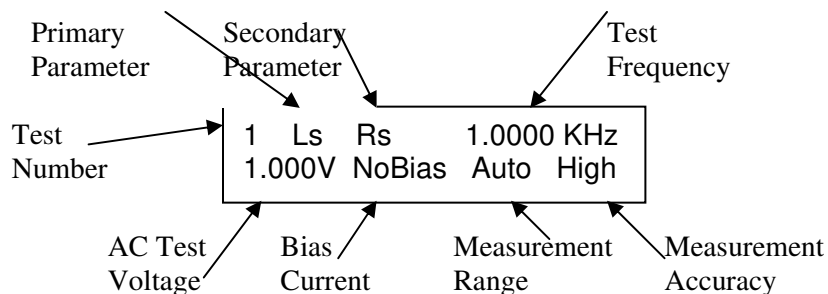 Primary
Parameter
Secondary
Parameter
Test
Frequency
Test
Number
1 Ls Rs 1.0000 KHz
1.000V NoBias Auto High
AC Test
Voltage
Bias
Current
Measurement
Range
Measurement
Accuracy